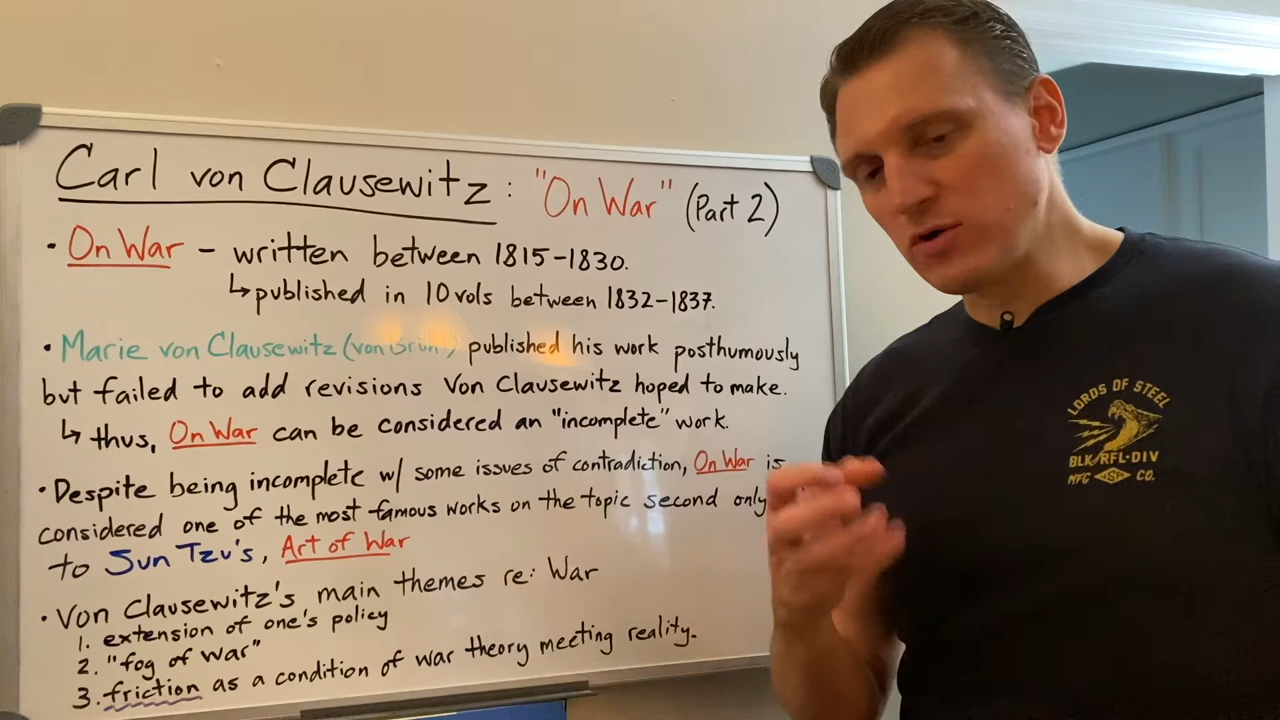 Carl von Clausewitz: "On War" (Part 2)
• On War – written between 1815–1830.
↳ published in 10 vols between 1832–1837.
• Marie von Clausewitz (von Brühl) published his work posthumously
but failed to add revisions Von Clausewitz hoped to make.
↳ thus, On War can be considered an "incomplete" work.
• Despite being incomplete w/ some issues of contradiction, On War is
considered one of the most famous works on the topic second only
to Sun Tzu's, Art of War
• Von Clausewitz's main themes re: War
1. extension of one's policy
2. "fog of war"
3. friction as a condition of war theory meeting reality.
LORDS OF STEEL
BLK/RFL-DIV
MFG CO.